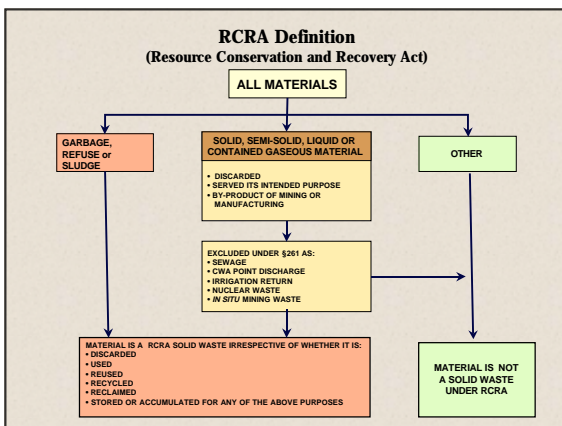 RCRA Definition
(Resource Conservation and Recovery Act)
ALL MATERIALS
GARBAGE,
REFUSE or
SLUDGE
SOLID, SEMI-SOLID, LIQUID OR
CONTAINED GASEOUS MATERIAL
• DISCARDED
• SERVED ITS INTENDED PURPOSE
• BY-PRODUCT OF MINING OR
MANUFACTURING
OTHER
EXCLUDED UNDER §261 AS:
• SEWAGE
• CWA POINT DISCHARGE
• IRRIGATION RETURN
• NUCLEAR WASTE
• IN SITU MINING WASTE
MATERIAL IS A RCRA SOLID WASTE IRRESPECTIVE OF WHETHER IT IS:
• DISCARDED
• USED
• REUSED
• RECYCLED
• RECLAIMED
• STORED OR ACCUMULATED FOR ANY OF THE ABOVE PURPOSES
MATERIAL IS NOT
A SOLID WASTE
UNDER RCRA